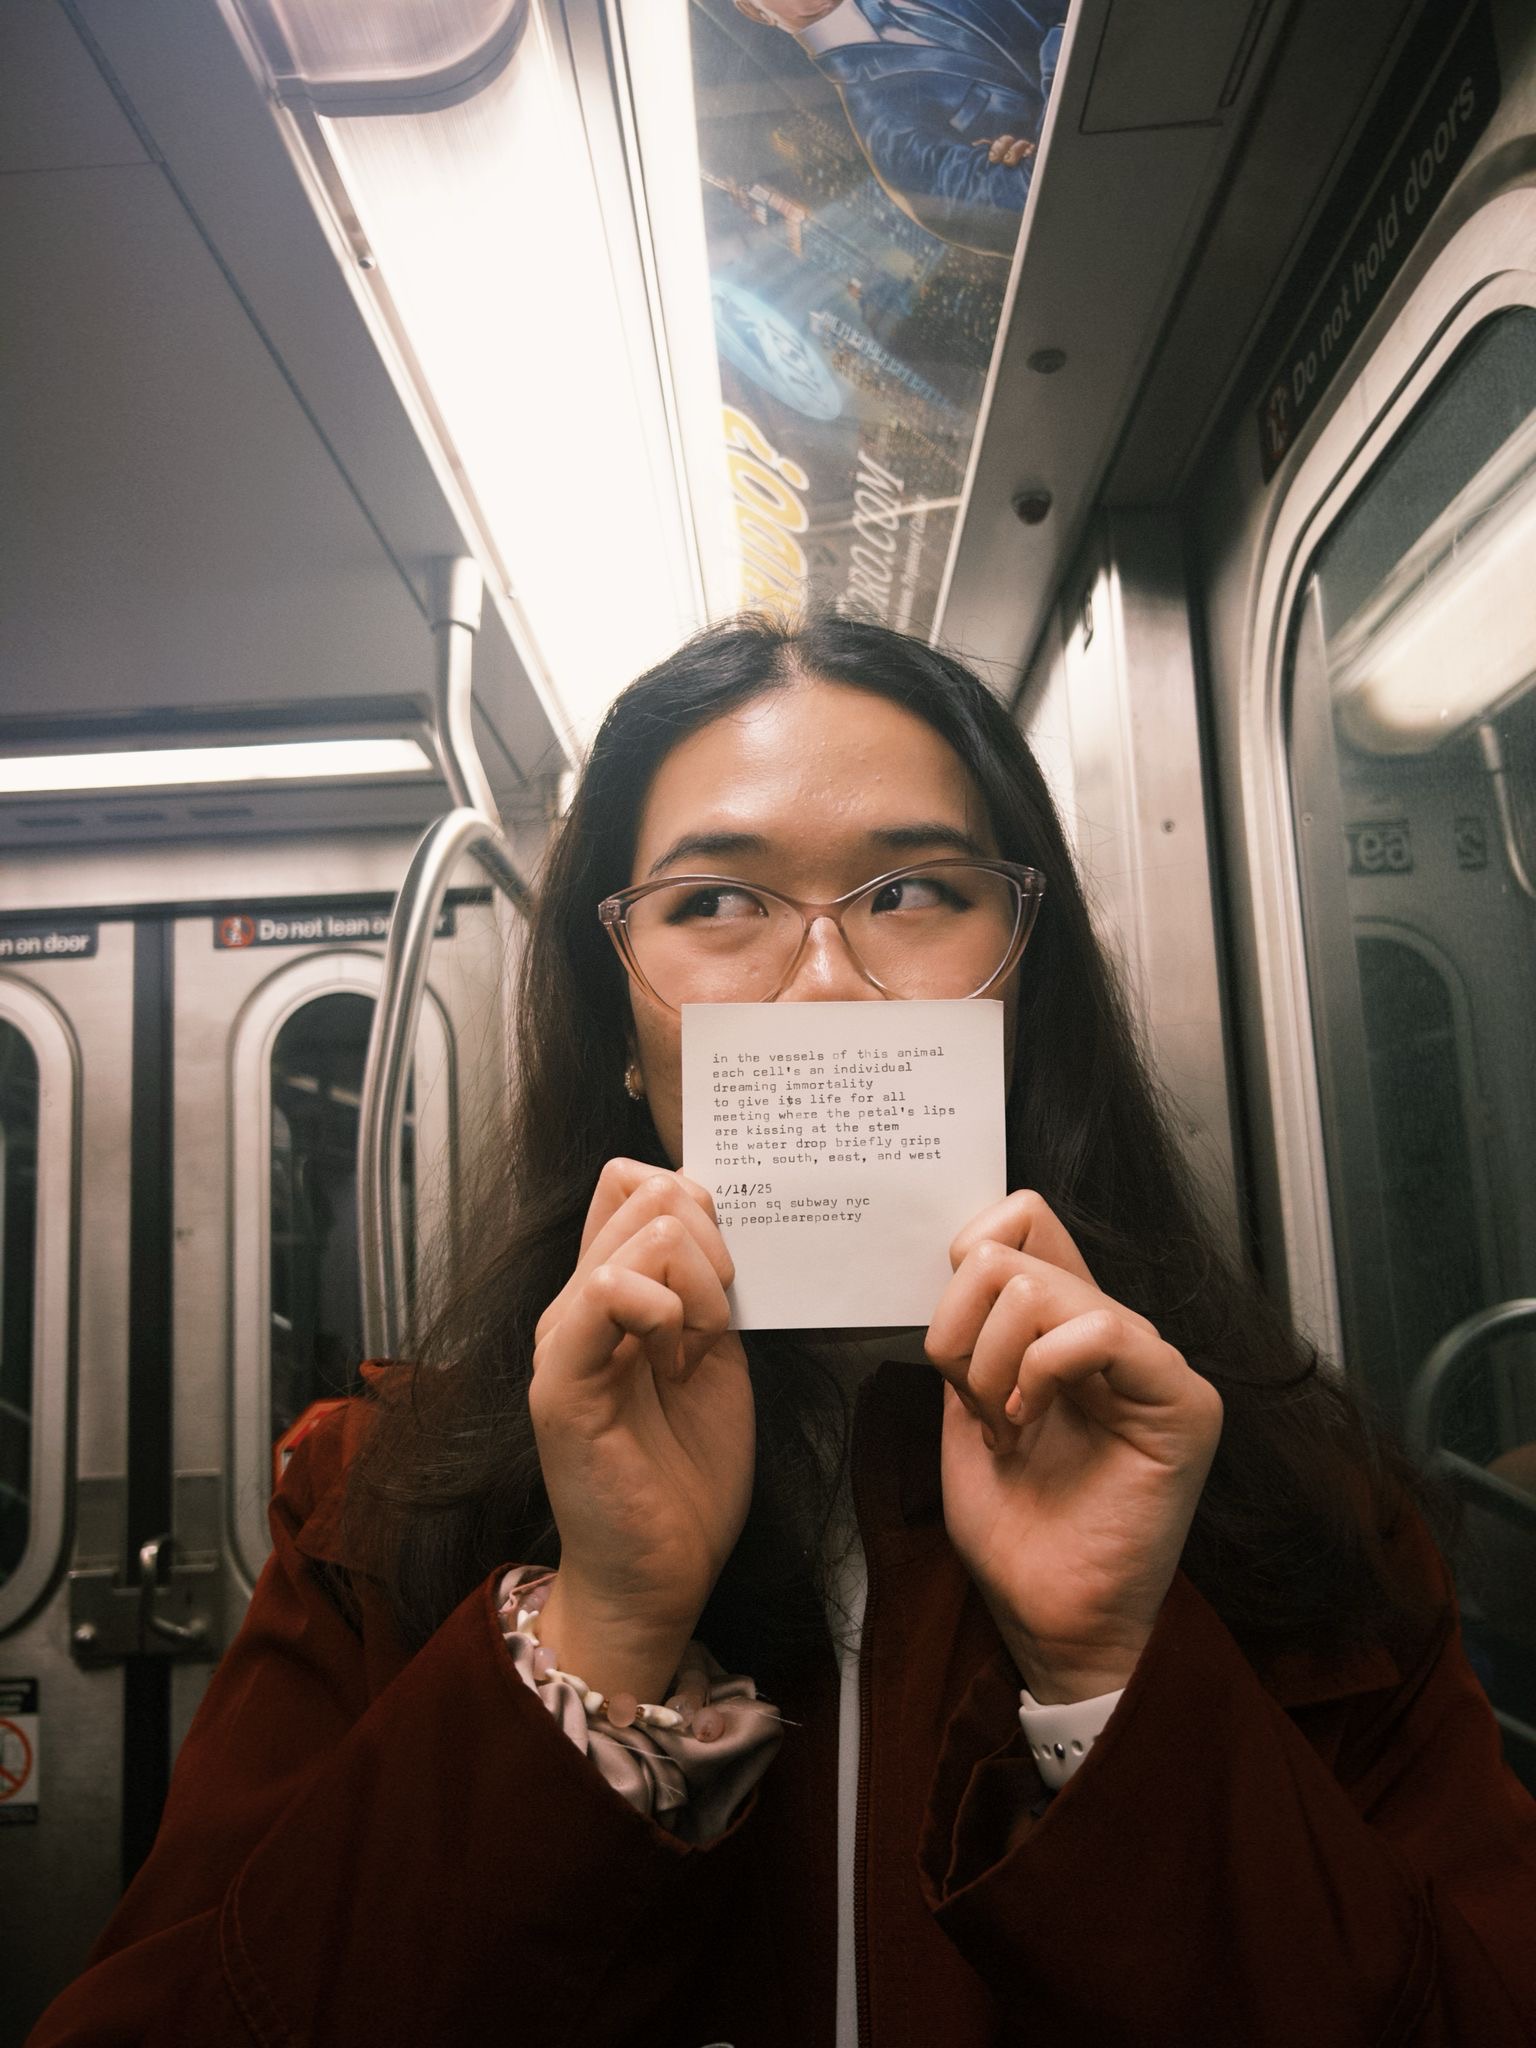 Do not hold doors
RO.COM
Do not lean on
n on door
in the vessels of this animal
each cell's an individual
dreaming immortality
to give its life for all
meeting where the petal's lips
are kissing at the stem
the water drop briefly grips
north, south, east, and west
4/14/25
union sq subway nyc
ig peoplearepoetry